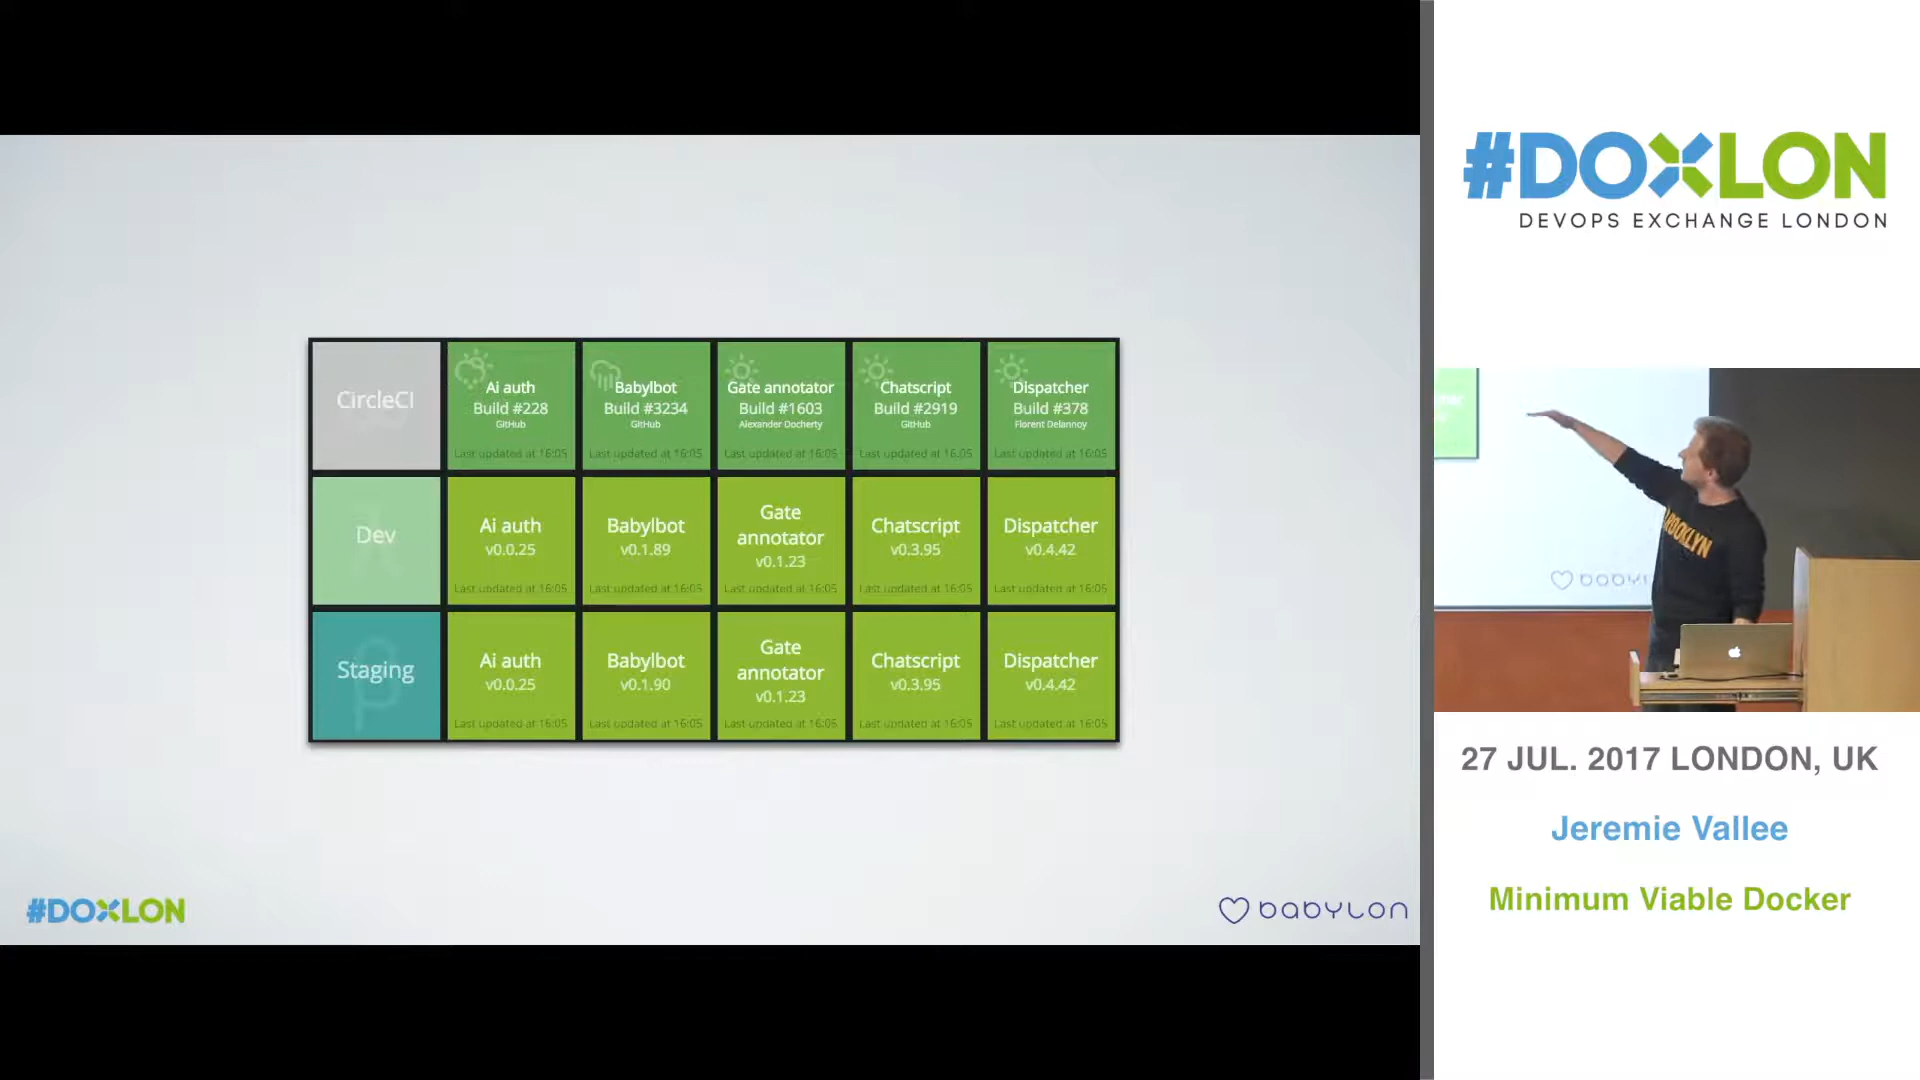 CircleCI
Ai auth
Build #228
GitHub
Last updated at 16:05
Babylbot
Build #3234
GitHub
Last updated at 16:05
Gate annotator
Build #1603
Alexander Docherty
Last updated at 16:05
Chatscript
Build #2919
GitHub
Last updated at 16:05
Dispatcher
Build #378
Florent Delannoy
Last updated at 16:05
Dev
Ai auth
v0.0.25
Last updated at 16:05
Babylbot
v0.1.89
Last updated at 16:05
Gate
annotator
v0.1.23
Last updated at 16:05
Chatscript
v0.3.95
Last updated at 16:05
Dispatcher
v0.4.42
Last updated at 16:05
Staging
Ai auth
v0.0.25
Last updated at 16:05
Babylbot
v0.1.90
Last updated at 16:05
Gate
annotator
v0.1.23
Last updated at 16:05
Chatscript
v0.3.95
Last updated at 16:05
Dispatcher
v0.4.42
Last updated at 16:05
#DOXLON
babylon
#DOXLON
DEVOPS EXCHANGE LONDON
ROOKLYN
babyl
27 JUL. 2017 LONDON, UK
Jeremie Vallee
Minimum Viable Docker